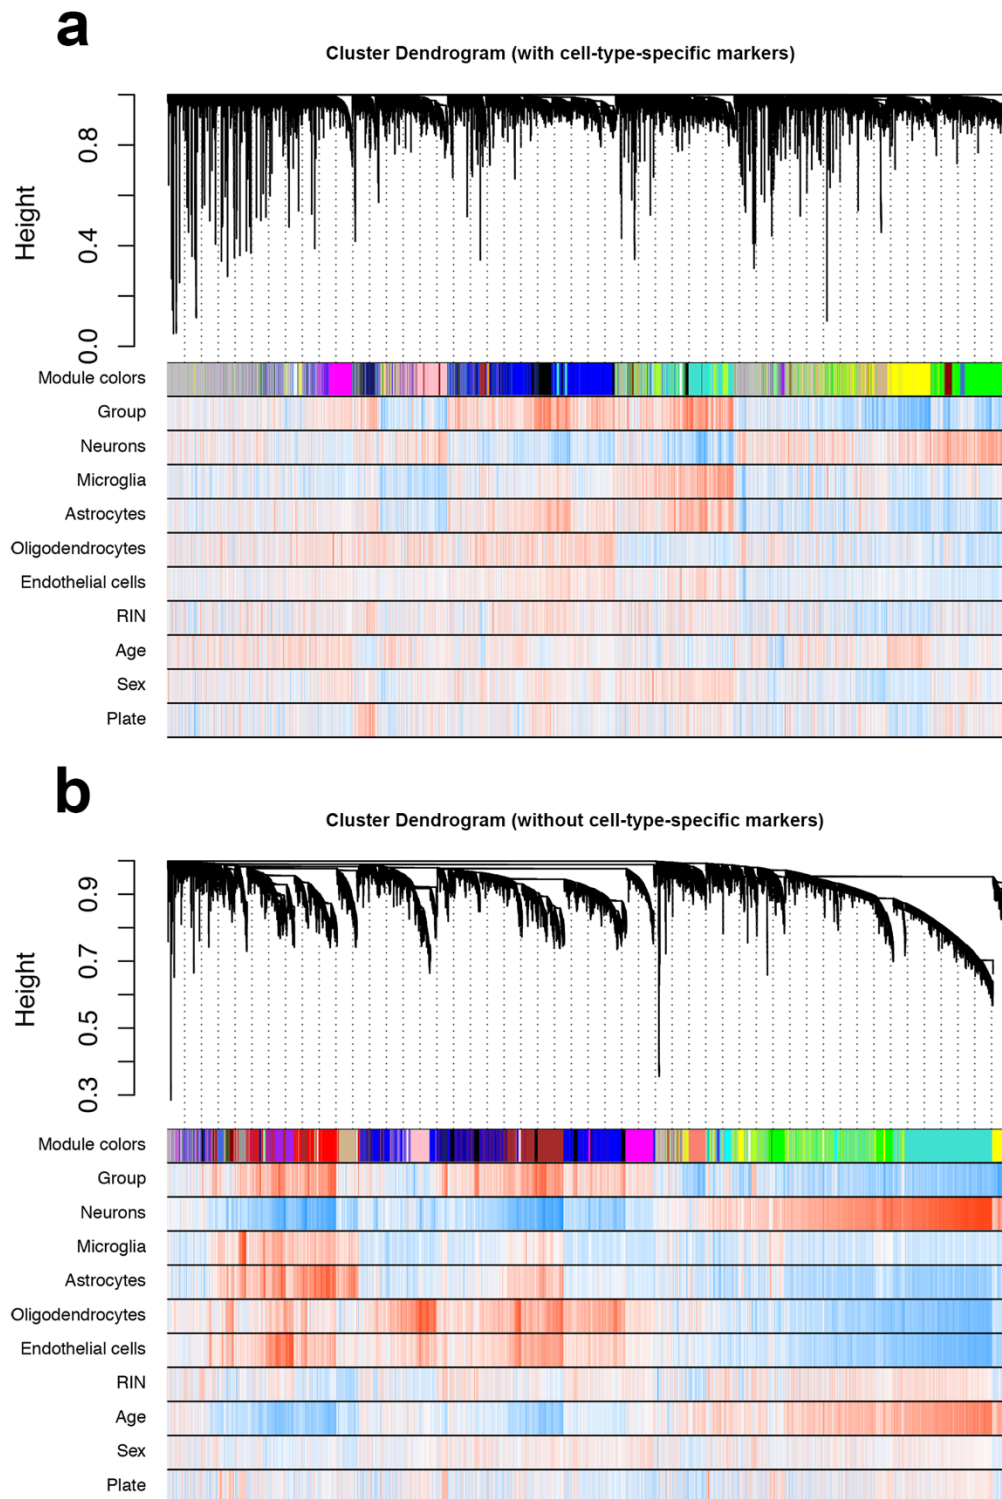 a
Cluster Dendrogram (with cell-type-specific markers)
Height
0.8
0.4
0.0
Module colors
Group
Neurons
Microglia
Astrocytes
Oligodendrocytes
Endothelial cells
RIN
Age
Sex
Plate
b
Cluster Dendrogram (without cell-type-specific markers)
Height
0.9
0.7
0.5
0.3
Module colors
Group
Neurons
Microglia
Astrocytes
Oligodendrocytes
Endothelial cells
RIN
Age
Sex
Plate